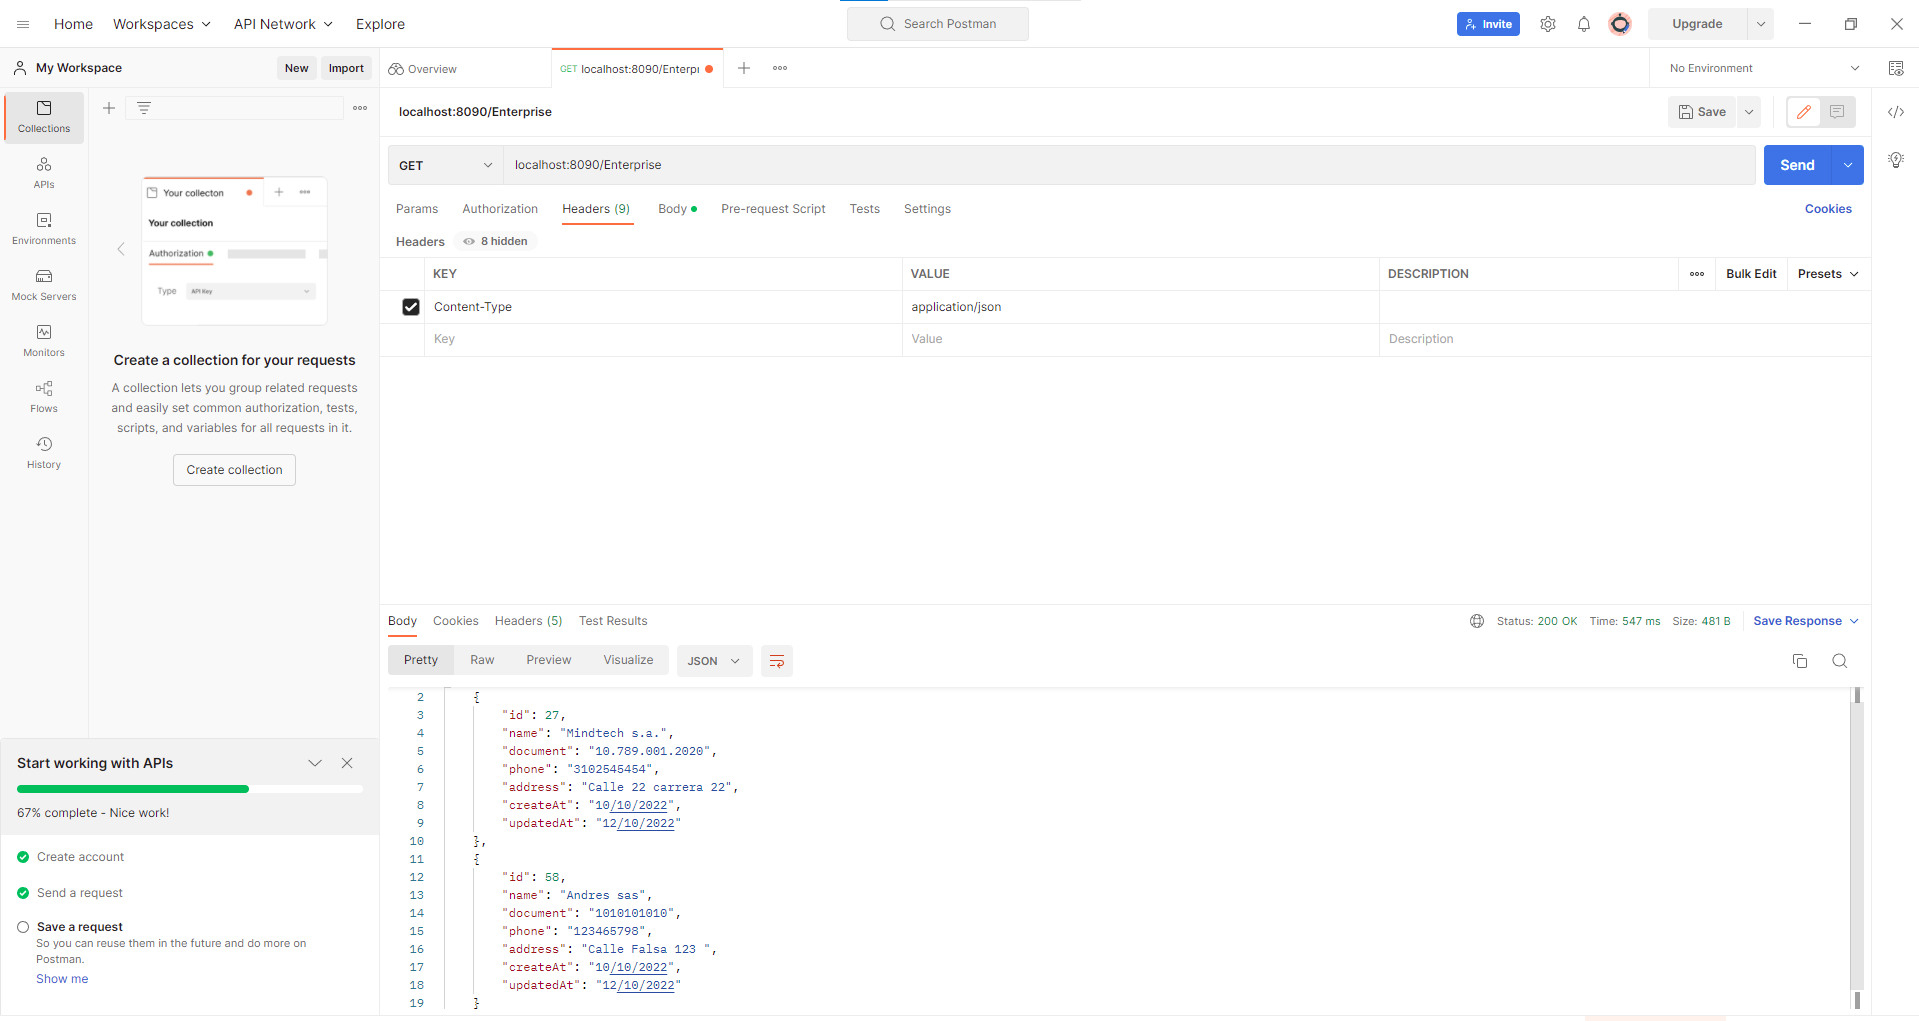 Home Workspaces API Network Explore Search Postman Invite Upgrade
My Workspace New Import Overview GET localhost:8090/Enterpr No Environment
Collections
APIs
Environments
Mock Servers
Monitors
Flows
History
Your collecton
Your collection
Authorization
Type API Key
Create a collection for your requests
A collection lets you group related requests
and easily set common authorization, tests,
scripts, and variables for all requests in it.
Create collection
Start working with APIs
67% complete - Nice work!
Create account
Send a request
Save a request
So you can reuse them in the future and do more on
Postman.
Show me
localhost:8090/Enterprise Save
GET localhost:8090/Enterprise Send
Params Authorization Headers (9) Body Pre-request Script Tests Settings Cookies
Headers 8 hidden
KEY VALUE DESCRIPTION Bulk Edit Presets
Content-Type application/json
Key Value Description
Body Cookies Headers (5) Test Results Status: 200 OK Time: 547 ms Size: 481 B Save Response
Pretty Raw Preview Visualize JSON
2 {
3 "id": 27,
4 "name": "Mindtech s.a.",
5 "document": "10.789.001.2020",
6 "phone": "3102545454",
7 "address": "Calle 22 carrera 22",
8 "createAt": "10/10/2022",
9 "updatedAt": "12/10/2022"
10 },
11 {
12 "id": 58,
13 "name": "Andres sas",
14 "document": "1010101010",
15 "phone": "123465798",
16 "address": "Calle Falsa 123 ",
17 "createAt": "10/10/2022",
18 "updatedAt": "12/10/2022"
19 }